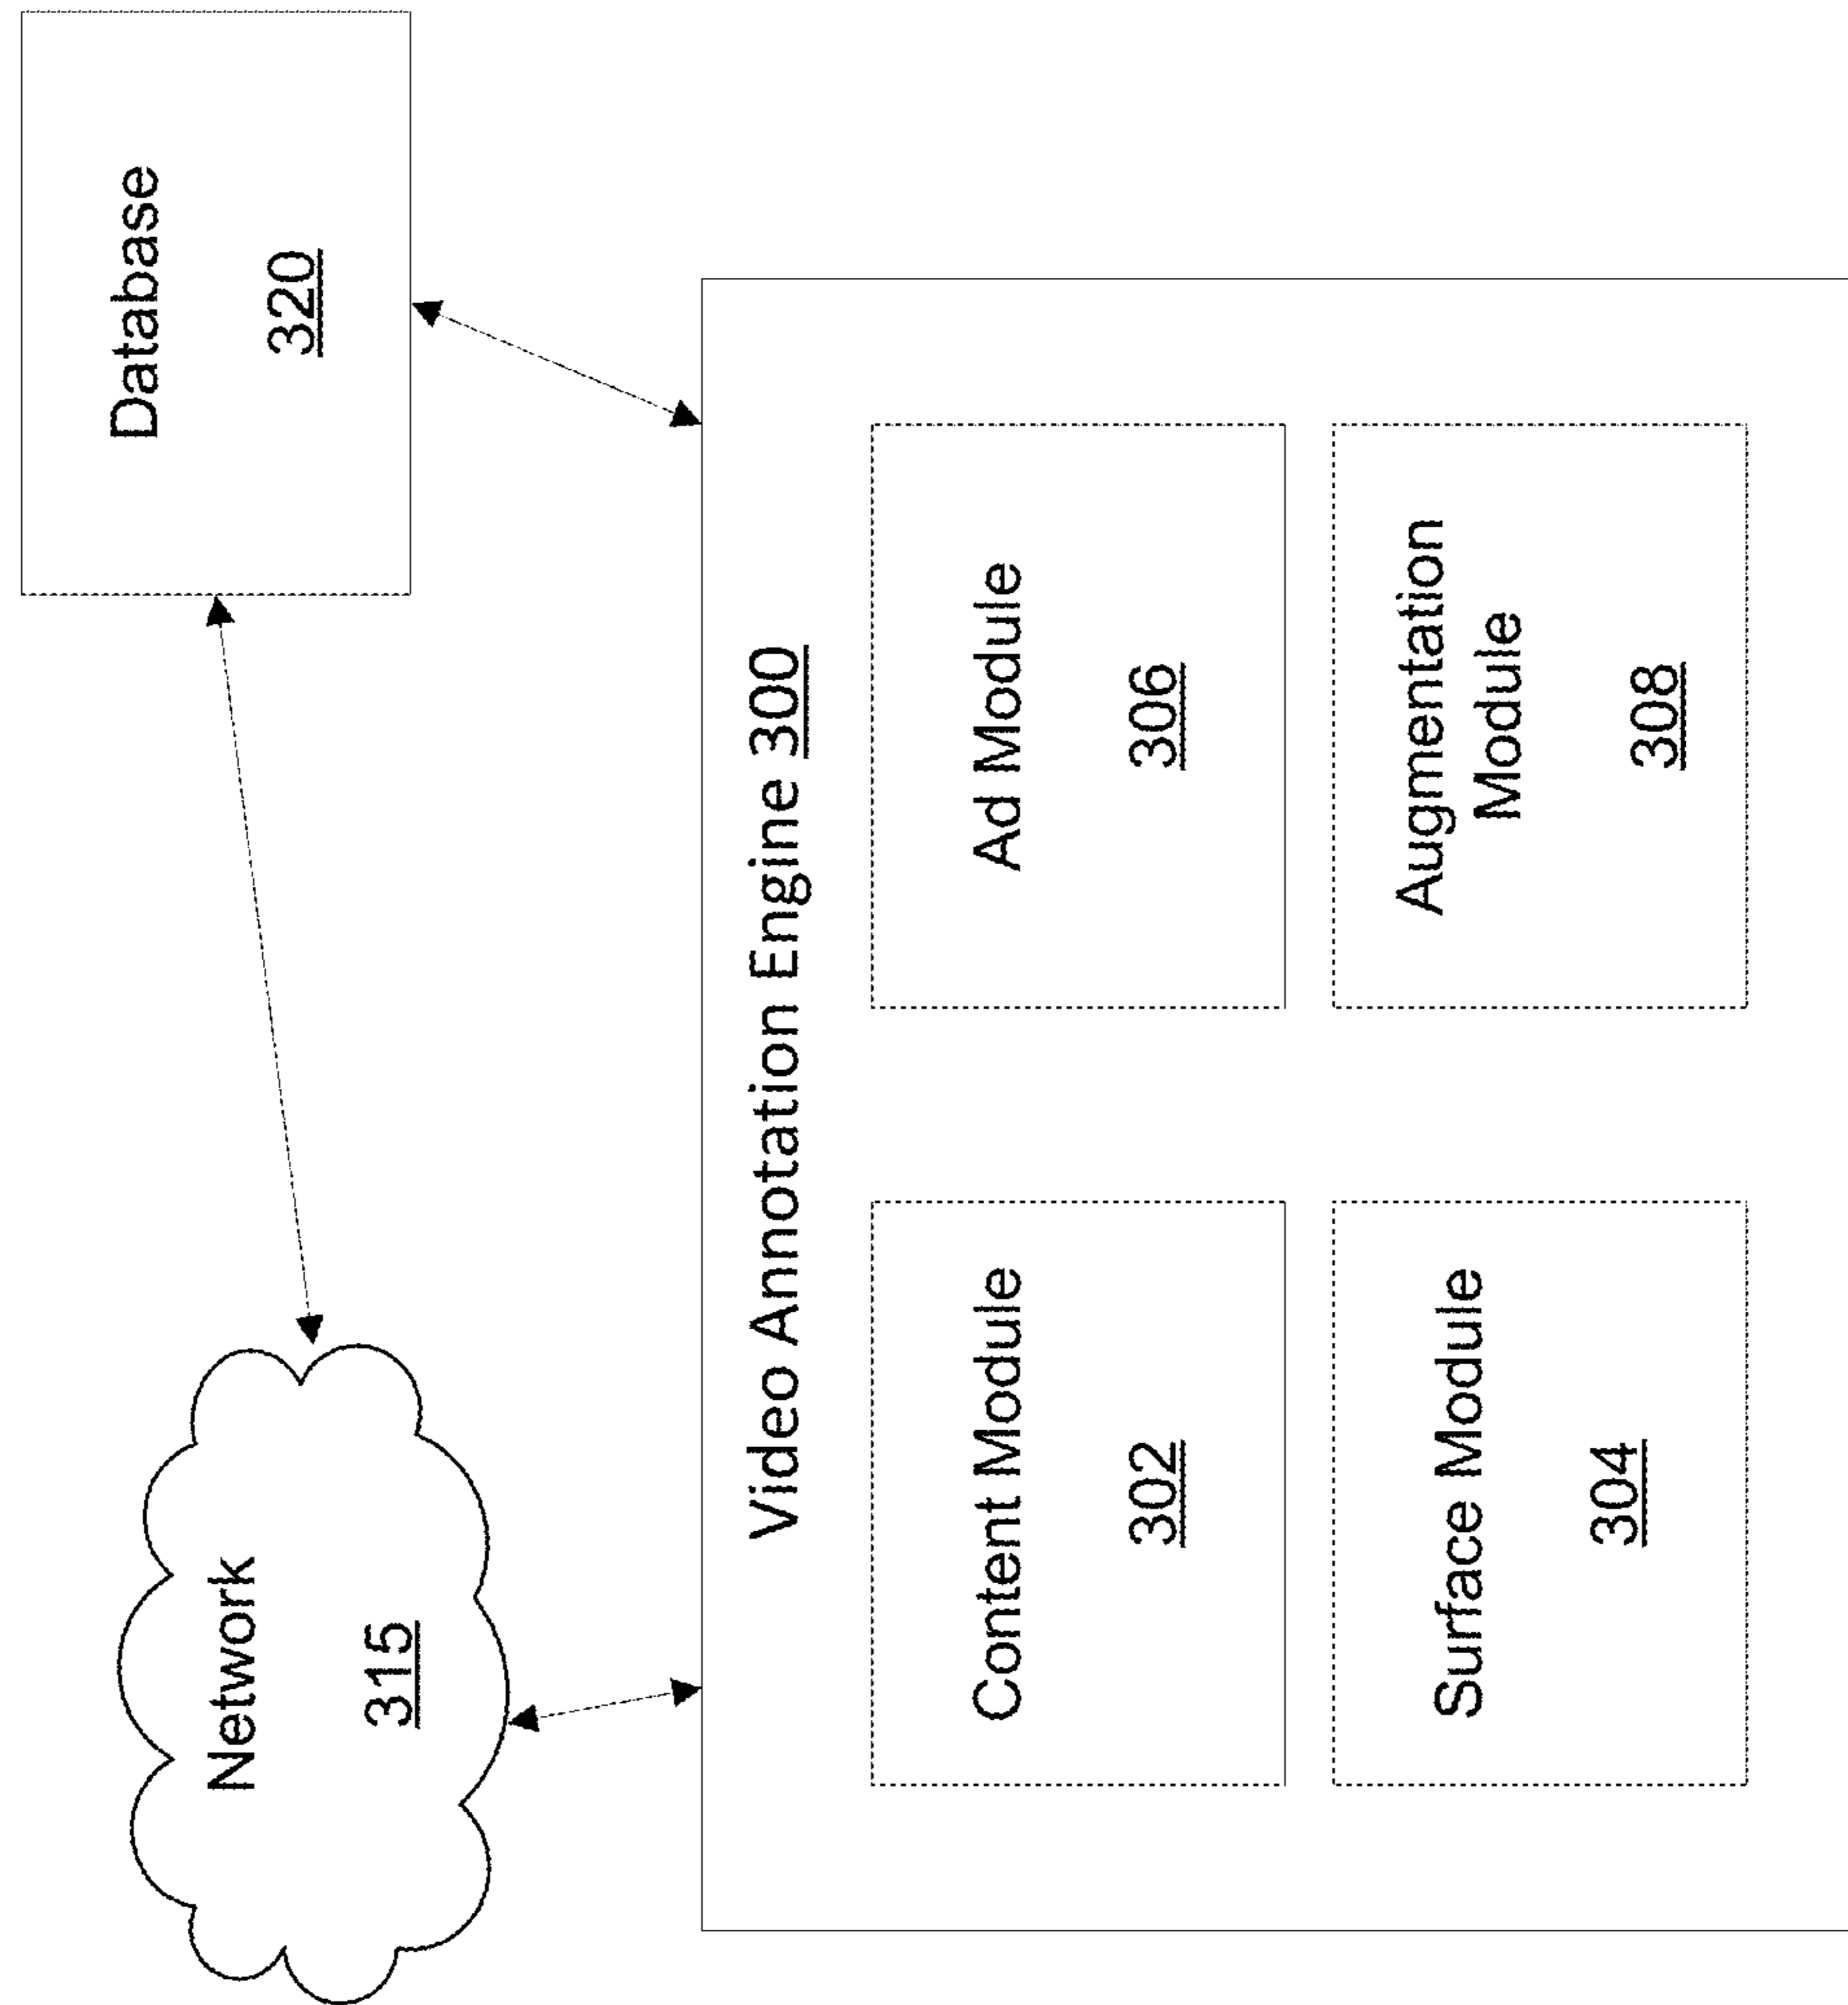 Network
315
Database
320
Video Annotation Engine 300
Content Module
302
Ad Module
306
Surface Module
304
Augmentation
Module
308